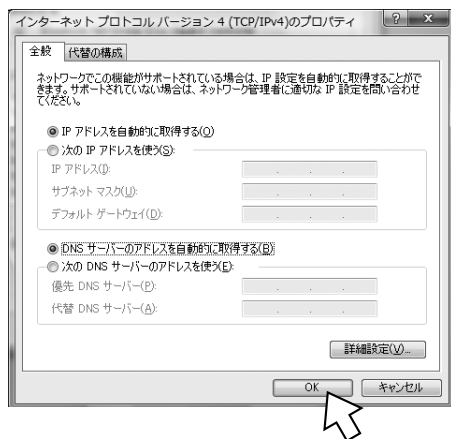 インターネット プロトコル バージョン 4 (TCP/IPv4)のプロパティ
全般
代替の構成
ネットワークでこの機能がサポートされている場合は、IP 設定を自動的に取得することがで
きます。サポートされていない場合は、ネットワーク管理者に適切な IP 設定を問い合わせ
てください。
IP アドレスを自動的に取得する(O)
次の IP アドレスを使う(S):
IP アドレス(I):
サブネット マスク(U):
デフォルト ゲートウェイ(D):
DNS サーバーのアドレスを自動的に取得する(B)
次の DNS サーバーのアドレスを使う(E):
優先 DNS サーバー(P):
代替 DNS サーバー(A):
詳細設定(V)...
OK
キャンセル